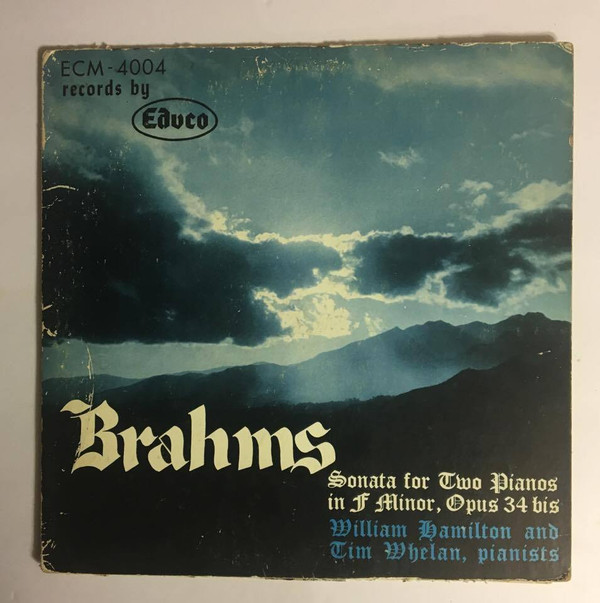 ECM-4004
records by
Educo
Brahms
Sonata for Two Pianos
in F Minor, Opus 34 bis
William Hamilton and
Tim Whelan, pianists